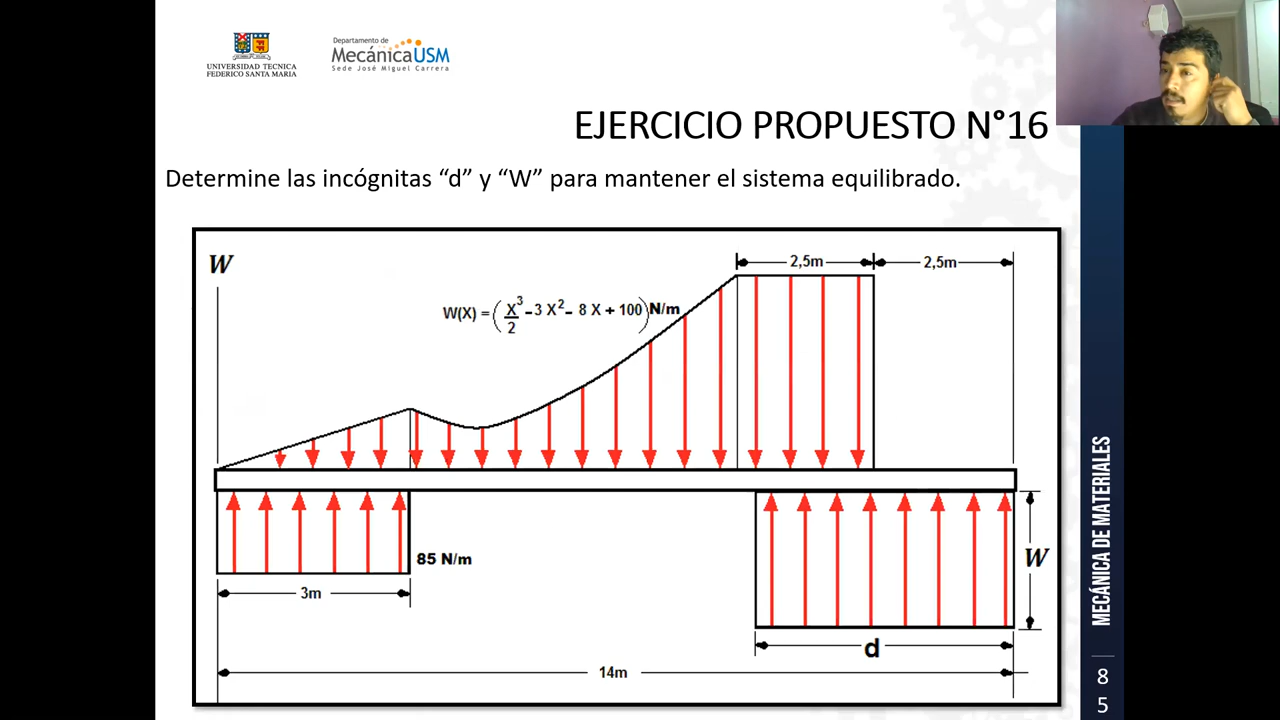 UNIVERSIDAD TECNICA
FEDERICO SANTA MARIA
Departamento de
MecánicaUSM
Sede José Miguel Carrera
EJERCICIO PROPUESTO N°16
Determine las incógnitas “d” y “W” para mantener el sistema equilibrado.
W
2,5m
2,5m
W(X) = (X^3/2 - 3 X^2 - 8 X + 100) N/m
85 N/m
W
3m
d
14m
MECÁNICA DE MATERIALES
8
5